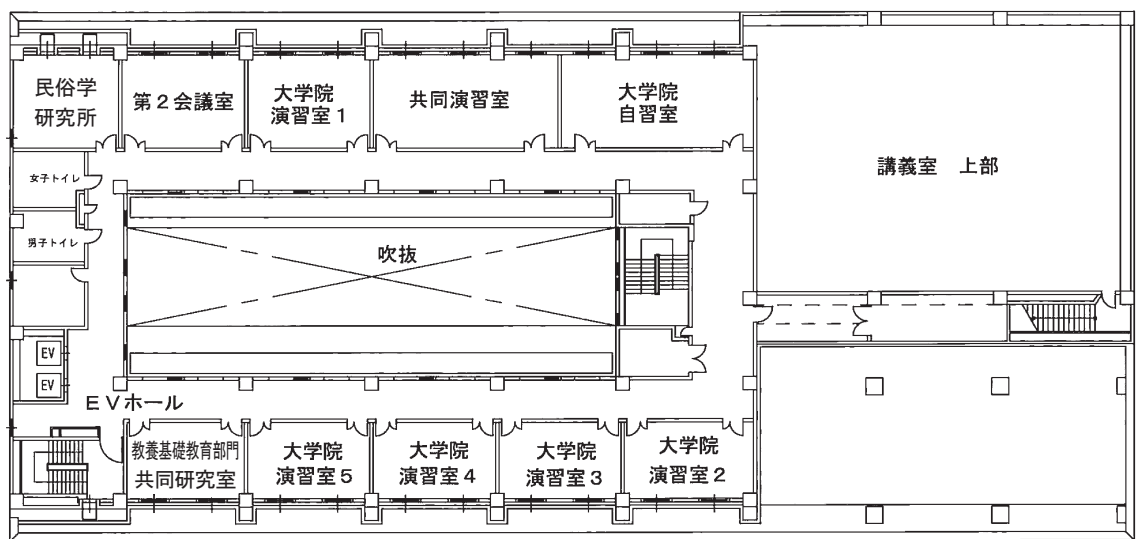 民俗学
研究所
第2会議室
大学院
演習室1
共同演習室
大学院
自習室
講義室 上部
女子トイレ
男子トイレ
吹抜
EV
EV
EVホール
教養基礎教育部門
共同研究室
大学院
演習室5
大学院
演習室4
大学院
演習室3
大学院
演習室2